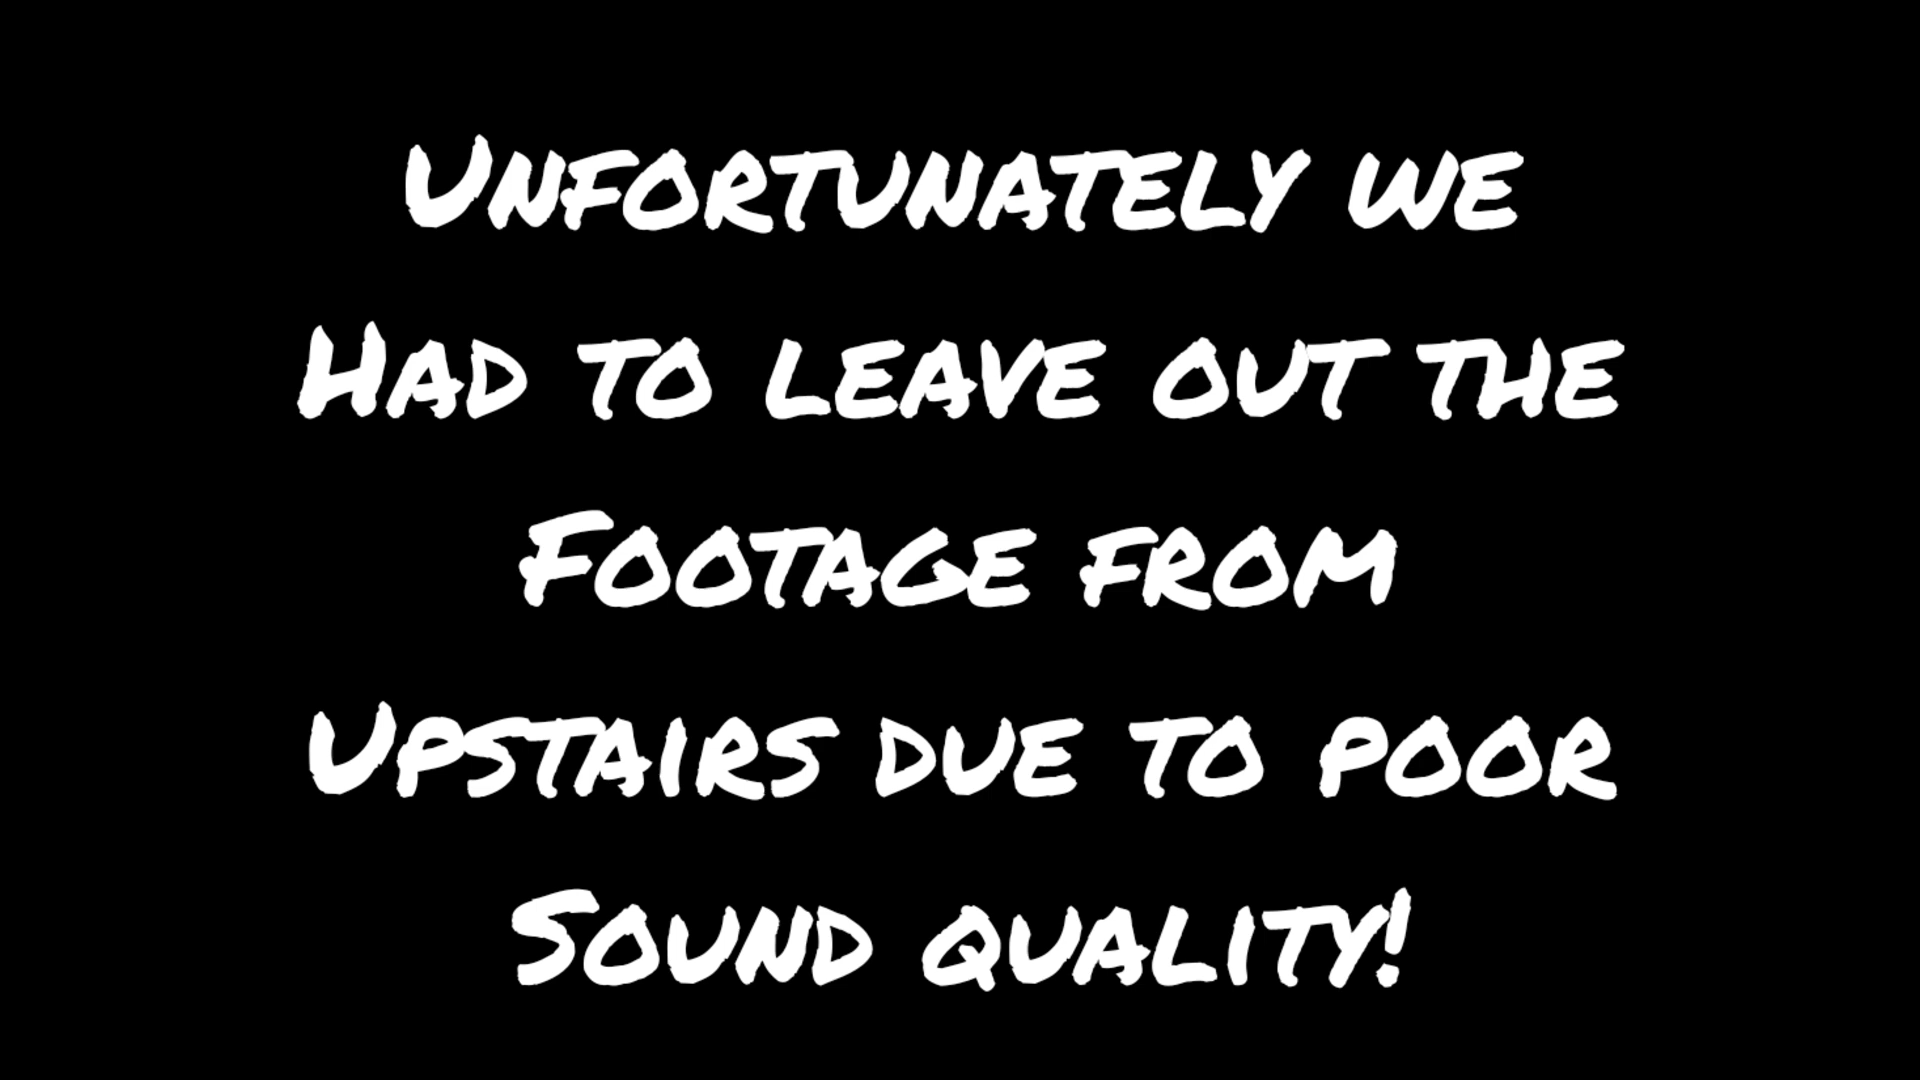 Unfortunately we
Had to leave out the
Footage from
Upstairs due to poor
Sound quality!